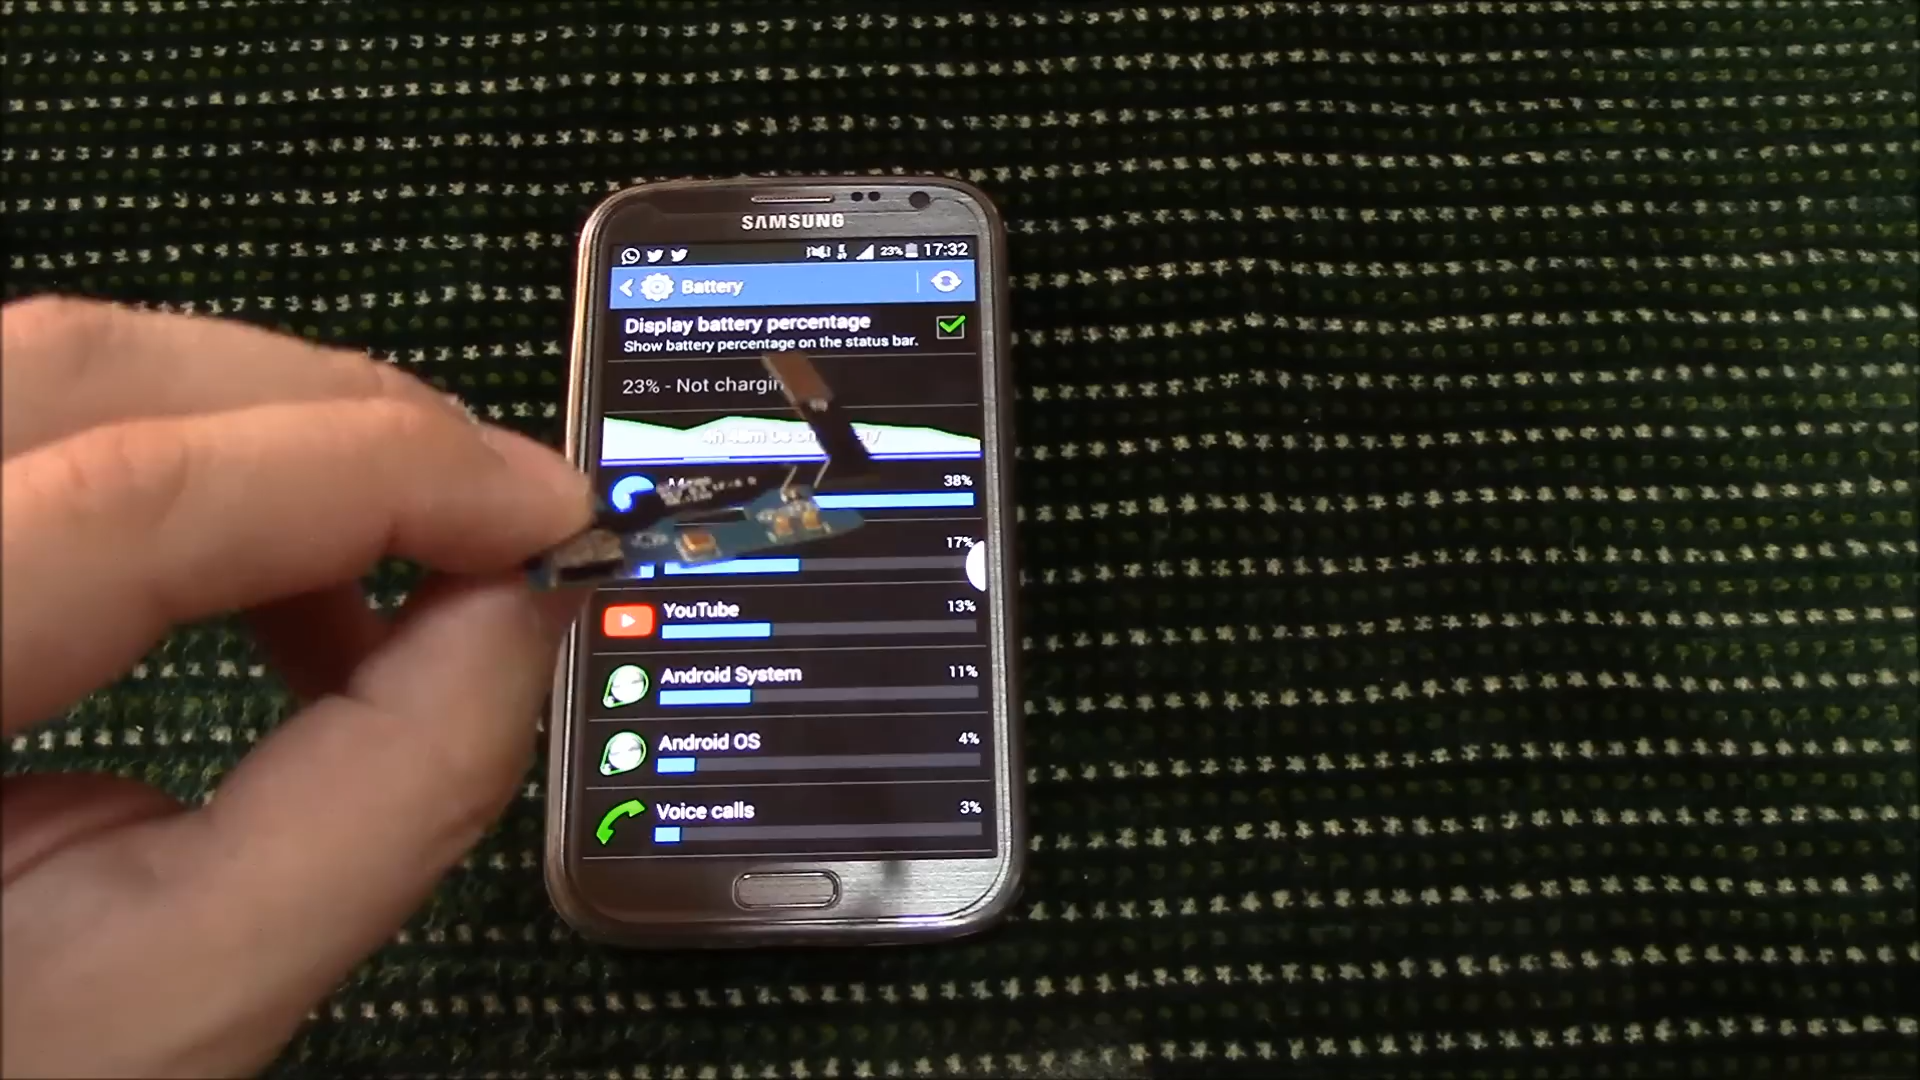 SAMSUNG
23% 17:32
Battery
Display battery percentage
Show battery percentage on the status bar.
23% - Not chargin
38%
17%
YouTube 13%
Android System 11%
Android OS 4%
Voice calls 3%